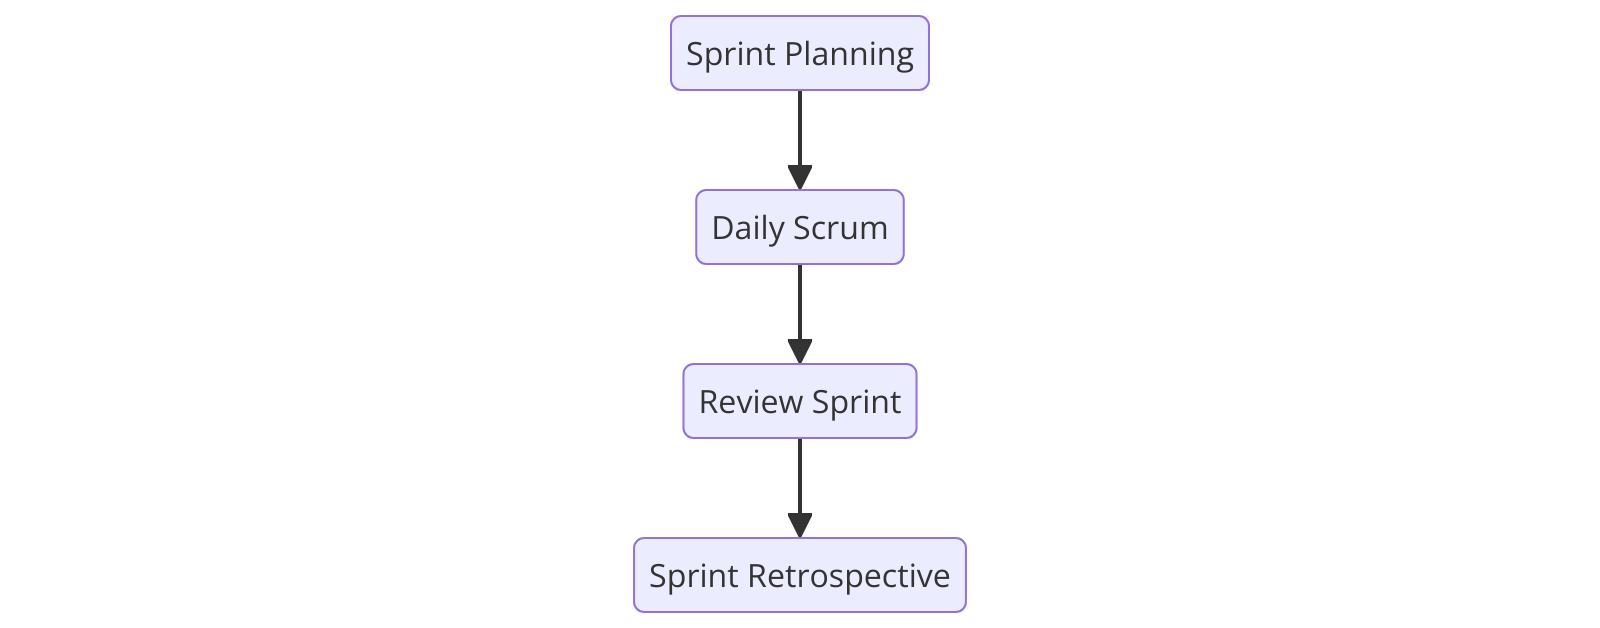 Sprint Planning
Daily Scrum
Review Sprint
Sprint Retrospective